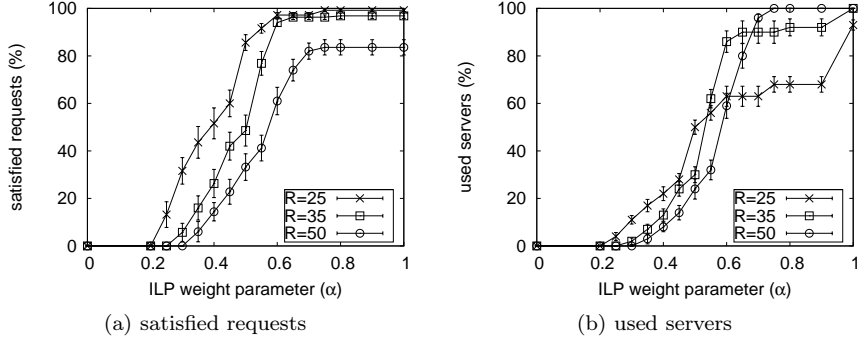 100
80
60
40
20
0
satisfied requests (%)
R=25
R=35
R=50
0 0.2 0.4 0.6 0.8 1
ILP weight parameter (α)
(a) satisfied requests
100
80
60
40
20
0
used servers (%)
R=25
R=35
R=50
0 0.2 0.4 0.6 0.8 1
ILP weight parameter (α)
(b) used servers